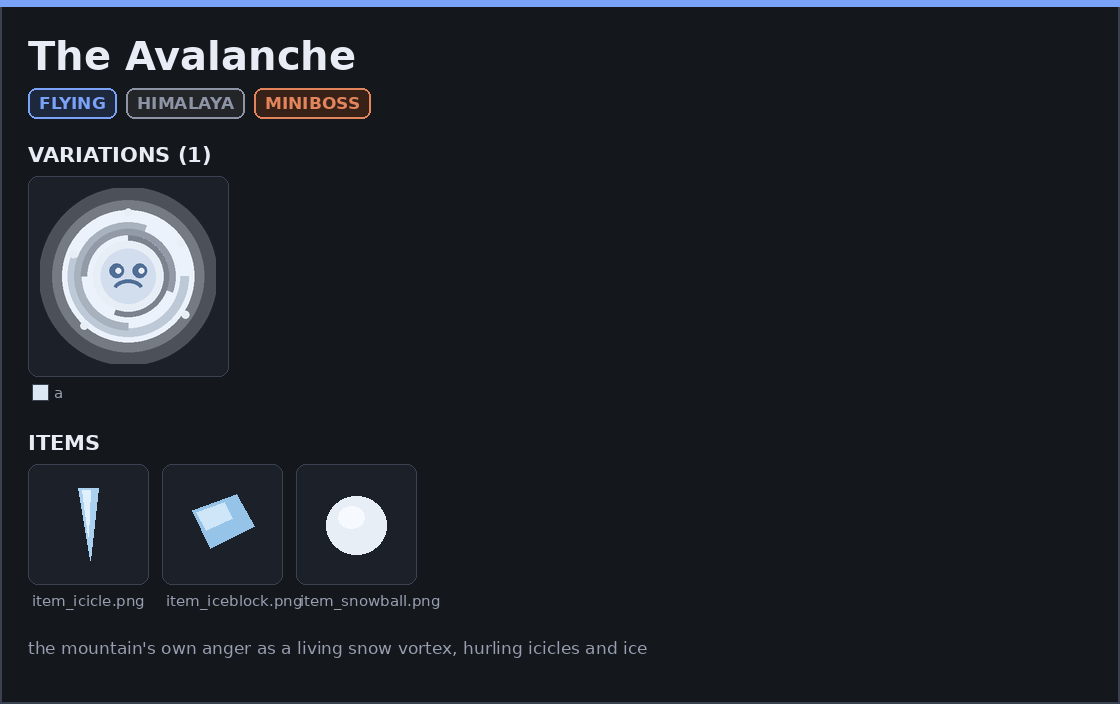 The Avalanche
FLYING HIMALAYA MINIBOSS
VARIATIONS (1)
a
ITEMS
item_icicle.png item_iceblock.png item_snowball.png
the mountain's own anger as a living snow vortex, hurling icicles and ice